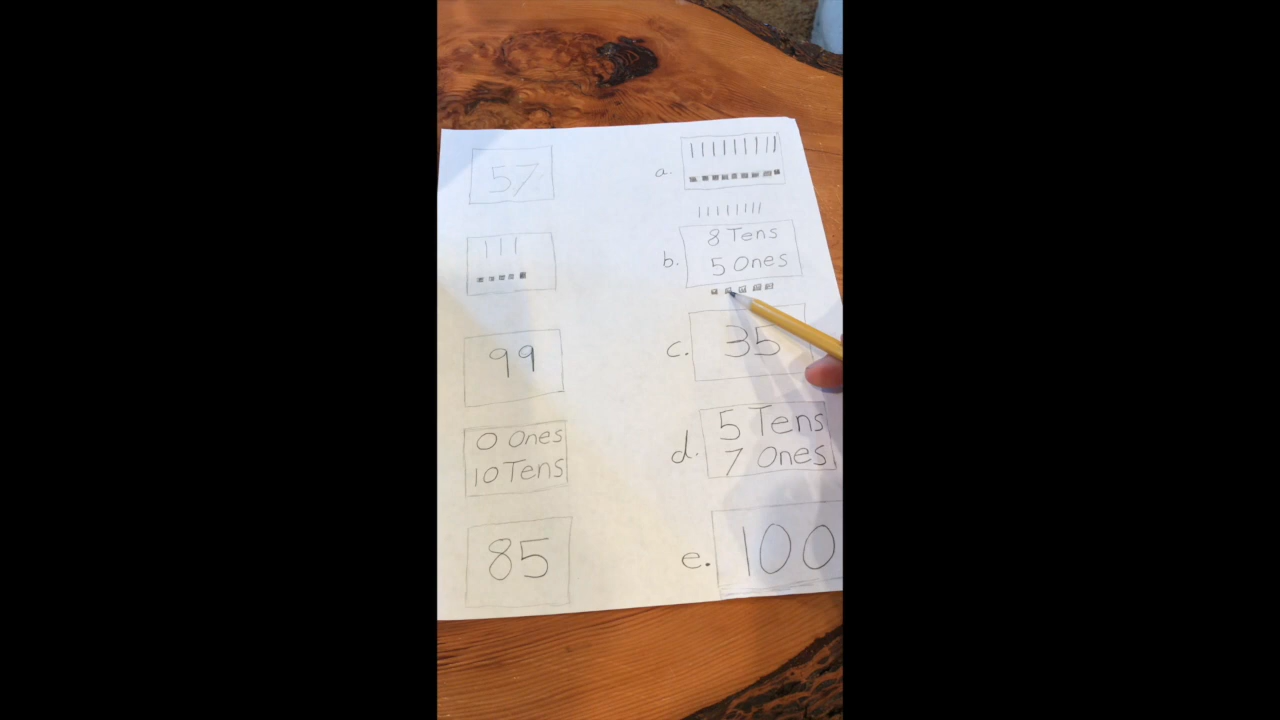 57
a.
8 Tens
b. 5 Ones
99
c. 35
0 Ones
10 Tens
5 Tens
d. 7 Ones
85
e. 100